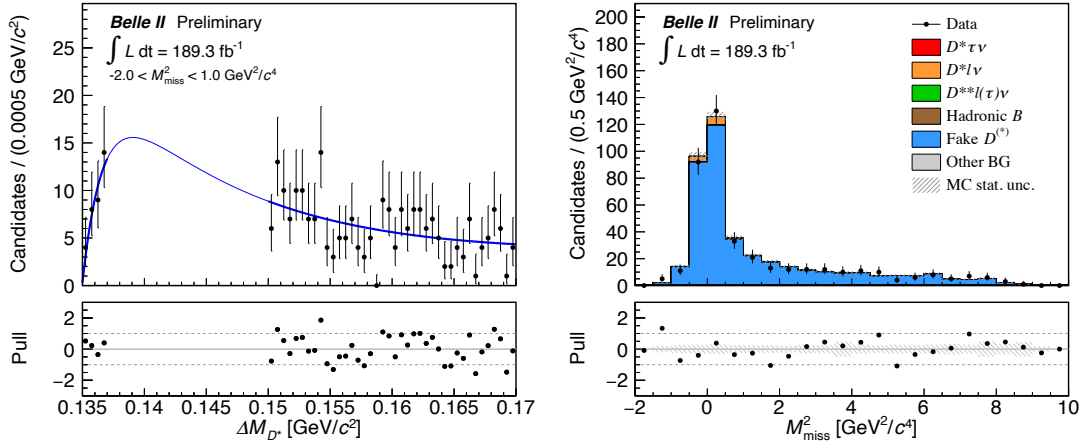 Belle II Preliminary
∫ L dt = 189.3 fb⁻¹
-2.0 < M²miss < 1.0 GeV²/c⁴
Candidates / (0.0005 GeV/c²)
30
25
20
15
10
5
0
Pull
2
0
−2
0.135 0.14 0.145 0.15 0.155 0.16 0.165 0.17
ΔM_D* [GeV/c²]
Belle II Preliminary
∫ L dt = 189.3 fb⁻¹
Data
D*τν
D*lν
D**l(τ)ν
Hadronic B
Fake D(*)
Other BG
MC stat. unc.
Candidates / (0.5 GeV²/c⁴)
200
180
160
140
120
100
80
60
40
20
0
Pull
2
0
−2
−2 0 2 4 6 8 10
M²miss [GeV²/c⁴]